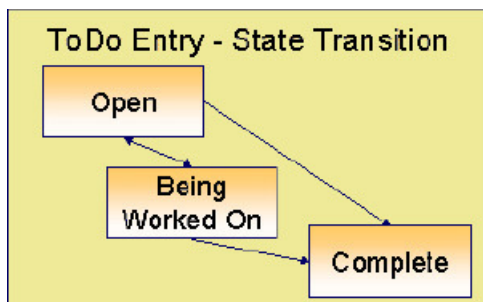 ToDo Entry - State Transition
Open
Being
Worked On
Complete